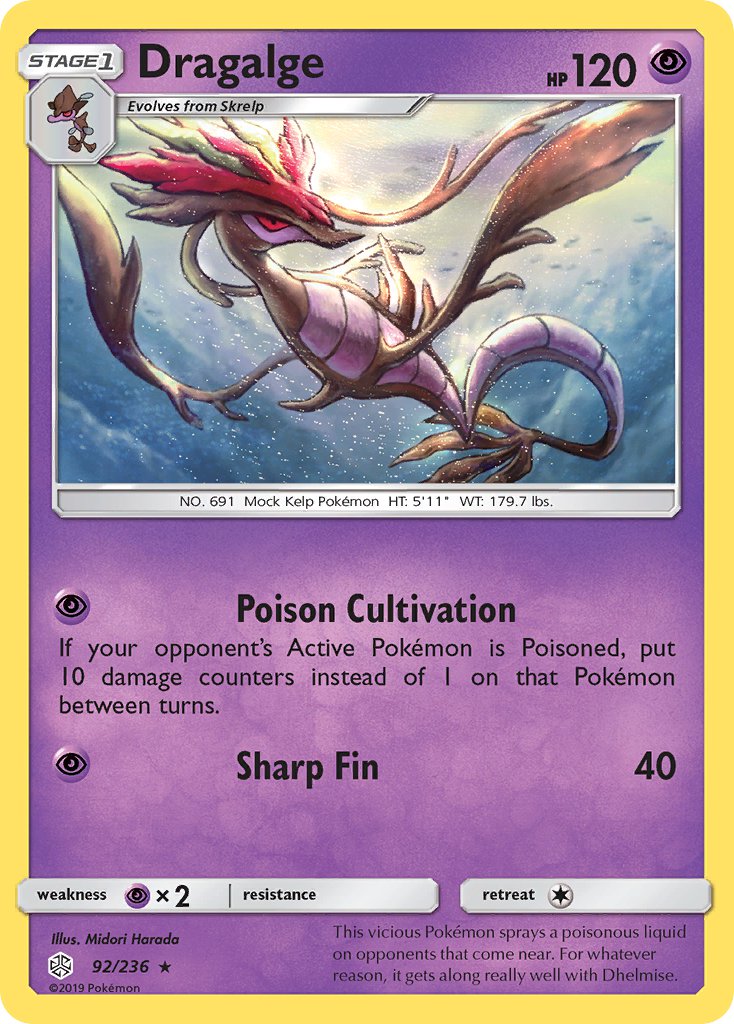 STAGE1
Dragalge
HP 120
Evolves from Skrelp
NO. 691 Mock Kelp Pokémon HT: 5'11" WT: 179.7 lbs.
Poison Cultivation
If your opponent's Active Pokémon is Poisoned, put
10 damage counters instead of 1 on that Pokémon
between turns.
Sharp Fin 40
weakness ×2 resistance retreat
Illus. Midori Harada
92/236 ★
©2019 Pokémon
This vicious Pokémon sprays a poisonous liquid
on opponents that come near. For whatever
reason, it gets along really well with Dhelmise.